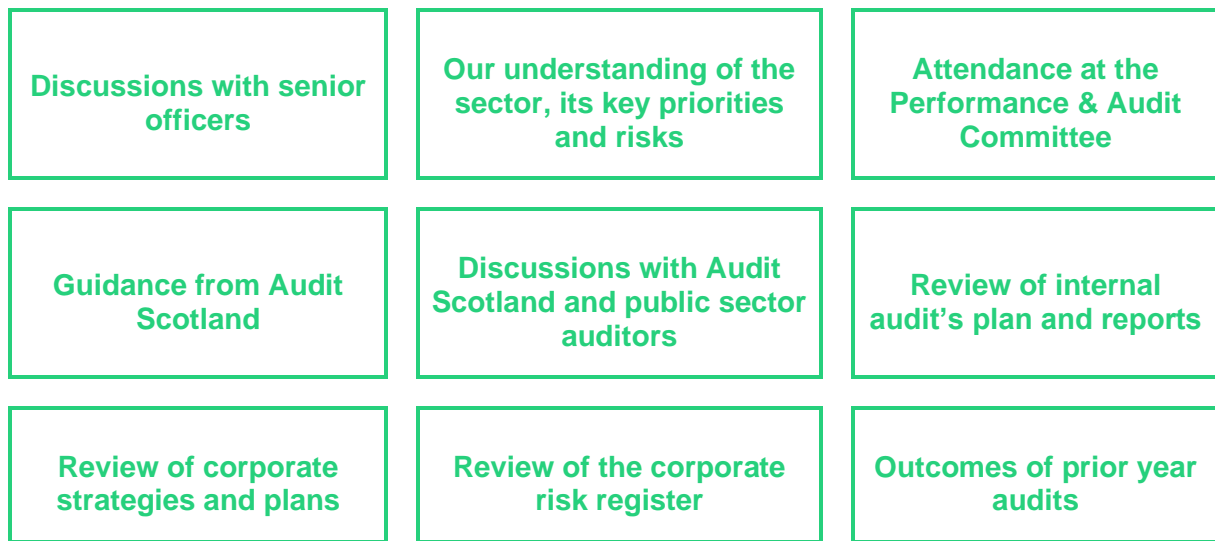 Discussions with senior
officers
Our understanding of the
sector, its key priorities
and risks
Attendance at the
Performance & Audit
Committee
Guidance from Audit
Scotland
Discussions with Audit
Scotland and public sector
auditors
Review of internal
audit’s plan and reports
Review of corporate
strategies and plans
Review of the corporate
risk register
Outcomes of prior year
audits